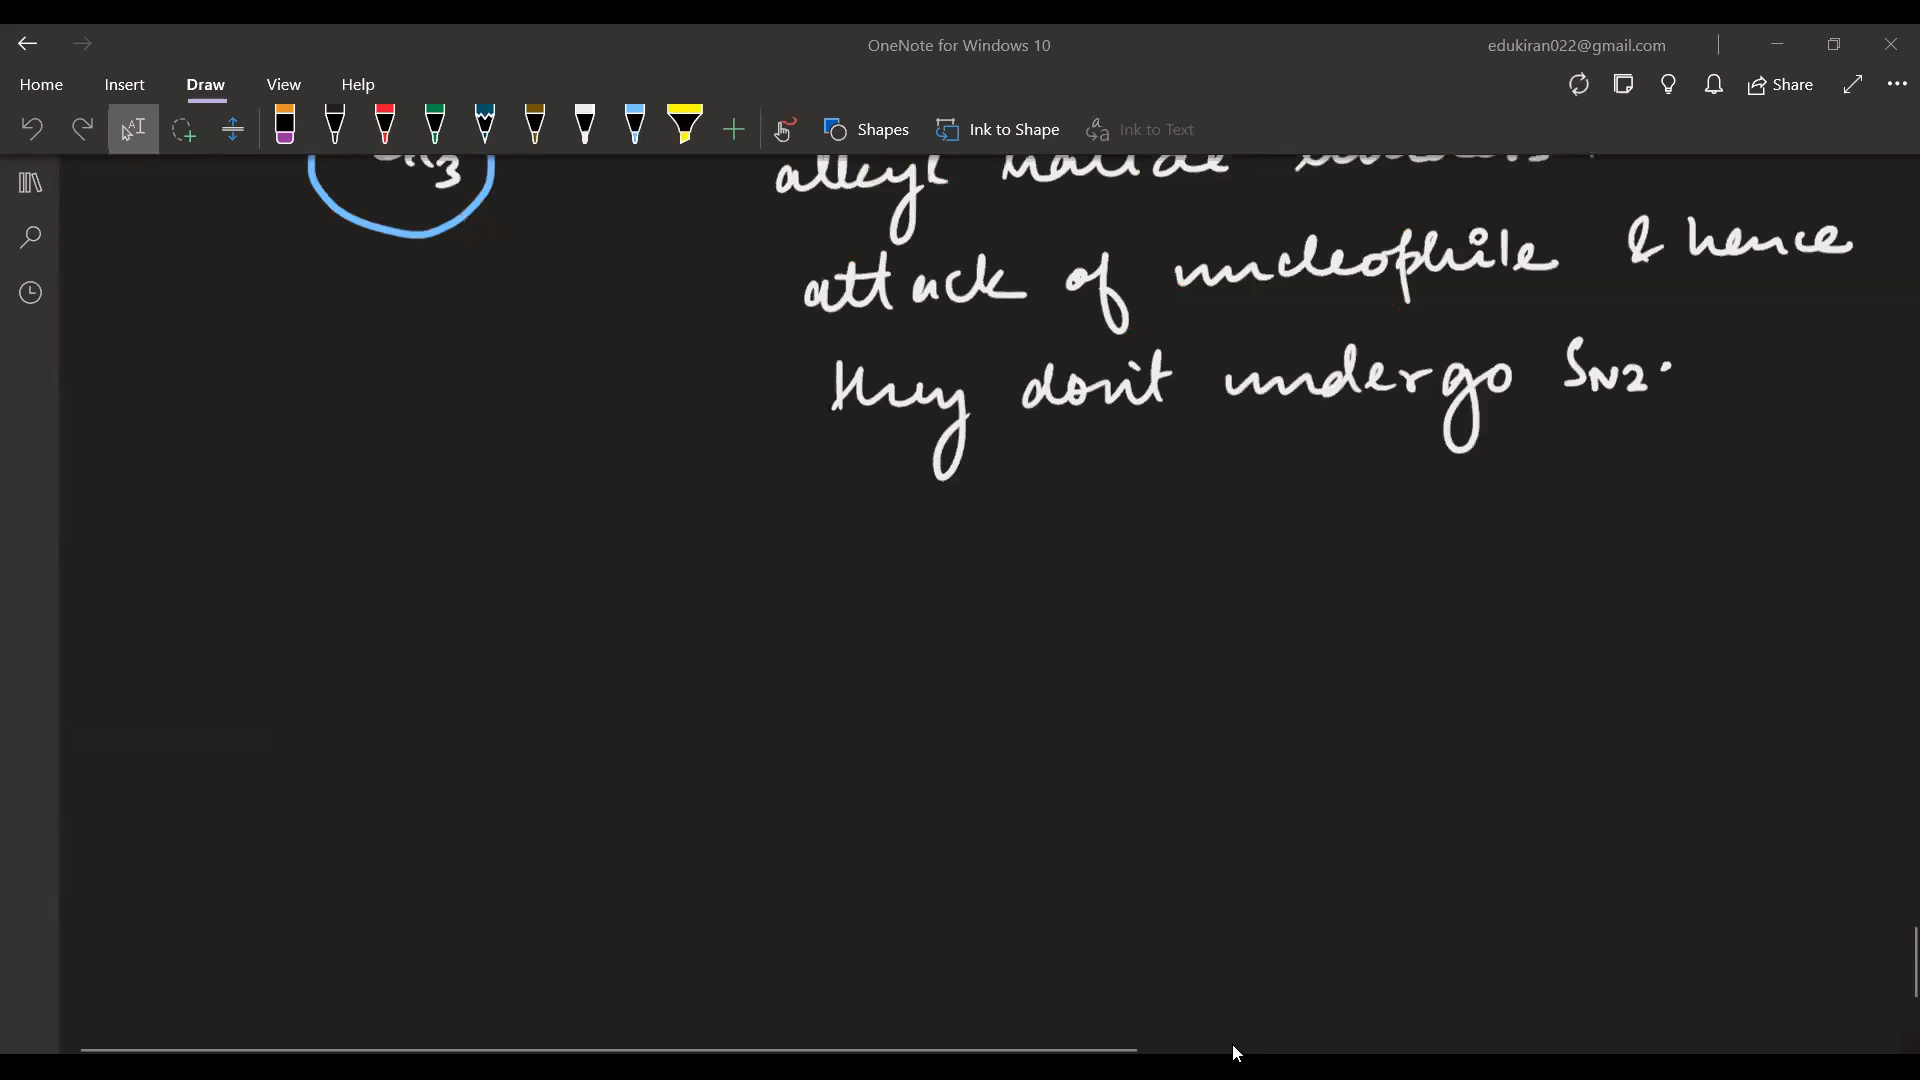 OneNote for Windows 10
edukiran022@gmail.com
Home Insert Draw View Help
Share
Shapes Ink to Shape Ink to Text
3
alkyl halide
attack of nucleophile & hence
they don't undergo SN2.